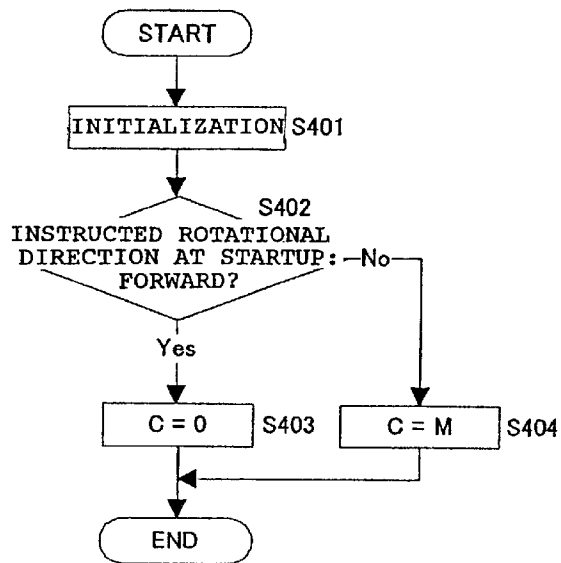 START
INITIALIZATION S401
S402
INSTRUCTED ROTATIONAL
DIRECTION AT STARTUP:
FORWARD?
No
Yes
C = 0 S403
C = M S404
END